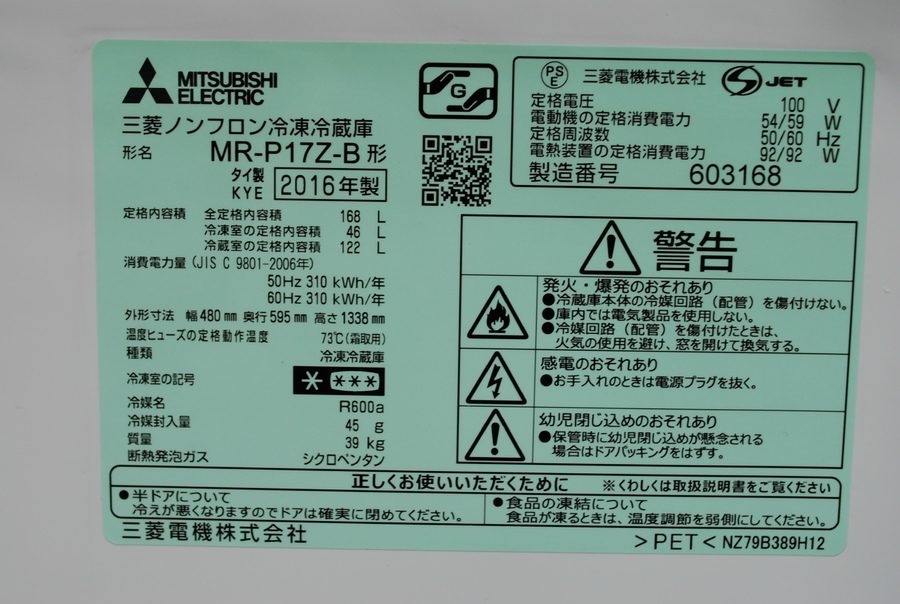 MITSUBISHI
ELECTRIC
三菱ノンフロン冷凍冷蔵庫
形名 MR-P17Z-B 形
タイ製
KYE 2016年製
定格内容積 全定格内容積 168 L
冷凍室の定格内容積 46 L
冷蔵室の定格内容積 122 L
消費電力量 (JIS C 9801-2006年)
50Hz 310 kWh/年
60Hz 310 kWh/年
外形寸法 幅480mm 奥行595mm 高さ1338mm
温度ヒューズの定格動作温度 73℃(霜取用)
種類 冷凍冷蔵庫
冷凍室の記号
冷媒名 R600a
冷媒封入量 45 g
質量 39 kg
断熱発泡ガス シクロペンタン
G
PS
E
三菱電機株式会社 JET
定格電圧 100 V
電動機の定格消費電力 54/59 W
定格周波数 50/60 Hz
電熱装置の定格消費電力 92/92 W
製造番号 603168
警告
発火・爆発のおそれあり
●冷蔵庫本体の冷媒回路（配管）を傷付けない。
●庫内では電気製品を使用しない。
●冷媒回路（配管）を傷付けたときは、
火気の使用を避け、窓を開けて換気する。
感電のおそれあり
●お手入れのときは電源プラグを抜く。
幼児閉じ込めのおそれあり
●保管時に幼児閉じ込めが懸念される
場合はドアパッキングをはずす。
正しくお使いいただくために ※くわしくは取扱説明書をご覧ください
●半ドアについて
冷えが悪くなりますのでドアは確実に閉めてください。
●食品の凍結について
食品が凍るときは、温度調節を弱側にしてください。
三菱電機株式会社
>PET< NZ79B389H12